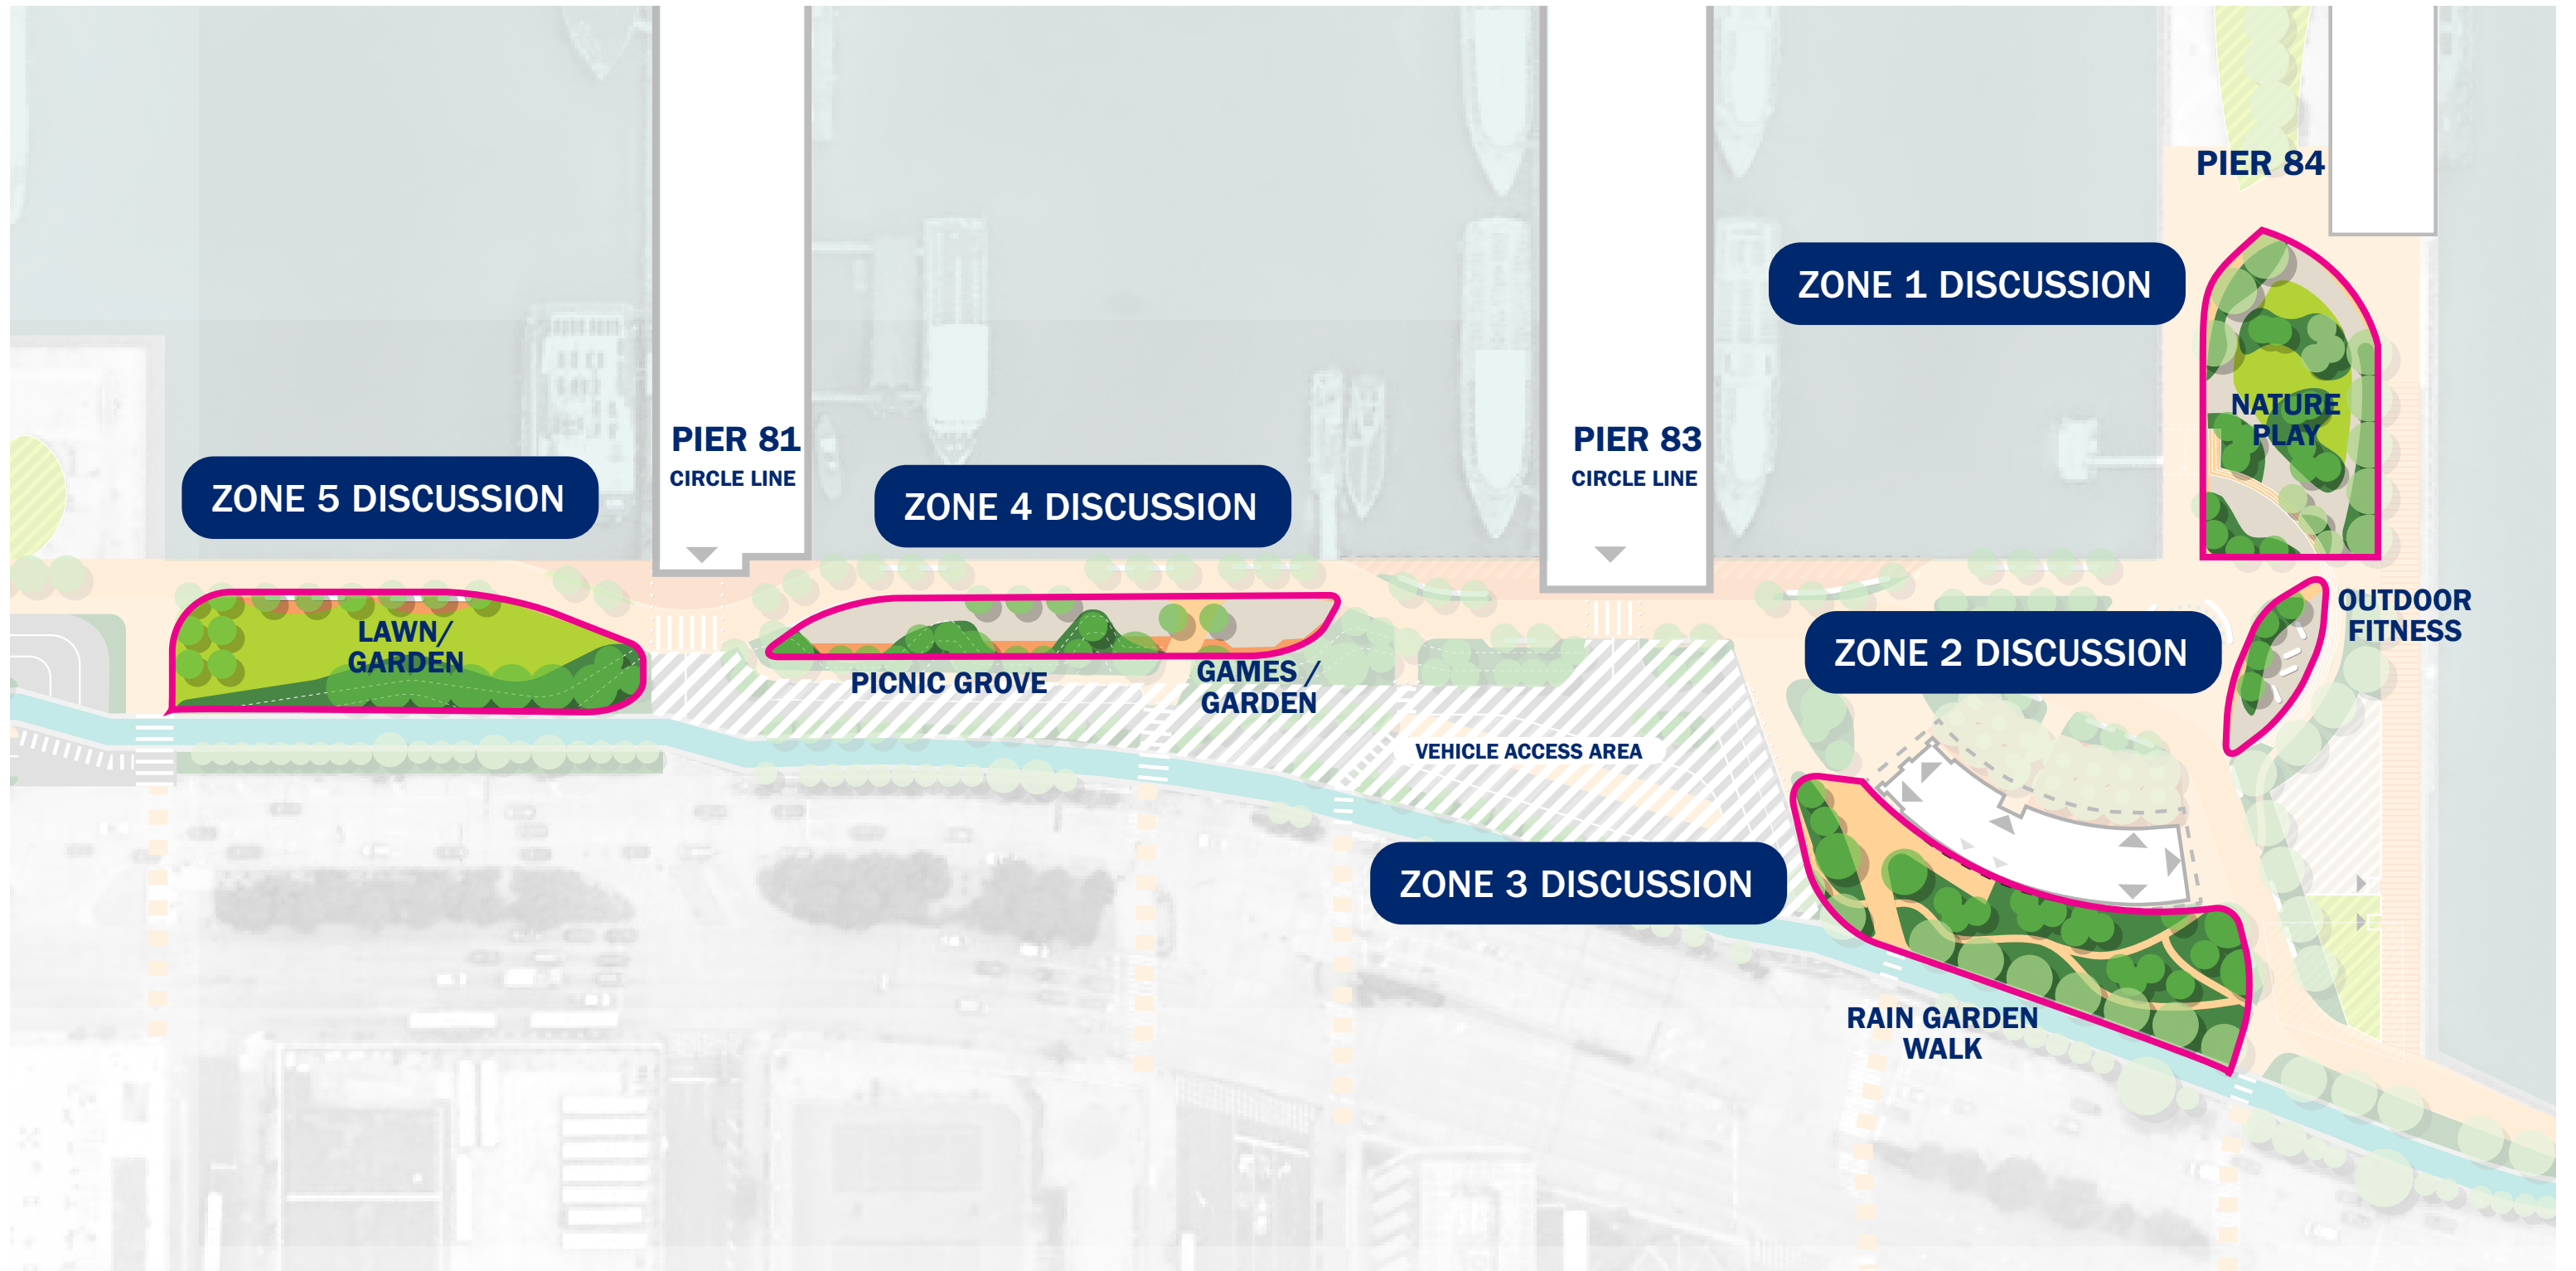 PIER 84
ZONE 1 DISCUSSION
NATURE
PLAY
PIER 81
CIRCLE LINE
PIER 83
CIRCLE LINE
ZONE 5 DISCUSSION
ZONE 4 DISCUSSION
OUTDOOR
FITNESS
LAWN/
GARDEN
ZONE 2 DISCUSSION
PICNIC GROVE
GAMES /
GARDEN
VEHICLE ACCESS AREA
ZONE 3 DISCUSSION
RAIN GARDEN
WALK